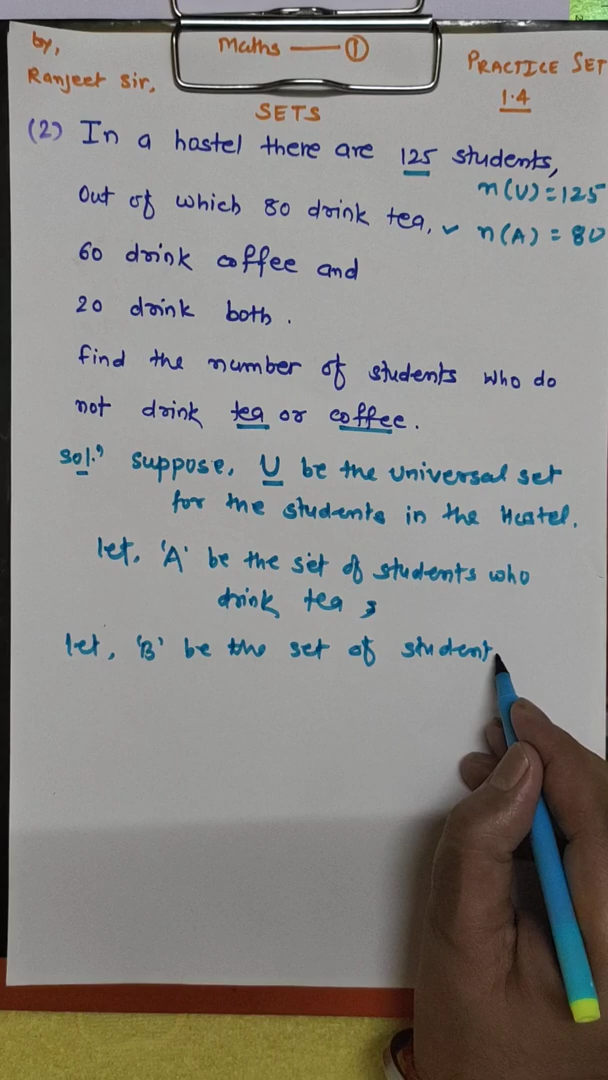 by,
Ranjeet Sir,
Maths — ①
PRACTICE SET
1.4
SETS
(2) In a hostel there are 125 students,
n(U)=125
Out of which 80 drink tea, ✓ n(A) = 80
60 drink coffee and
20 drink both.
find the number of students who do
not drink tea or coffee.
Sol.? Suppose, U be the universal set
for the students in the Hostel.
let, 'A' be the set of students who
drink tea ;
let, 'B' be the set of student